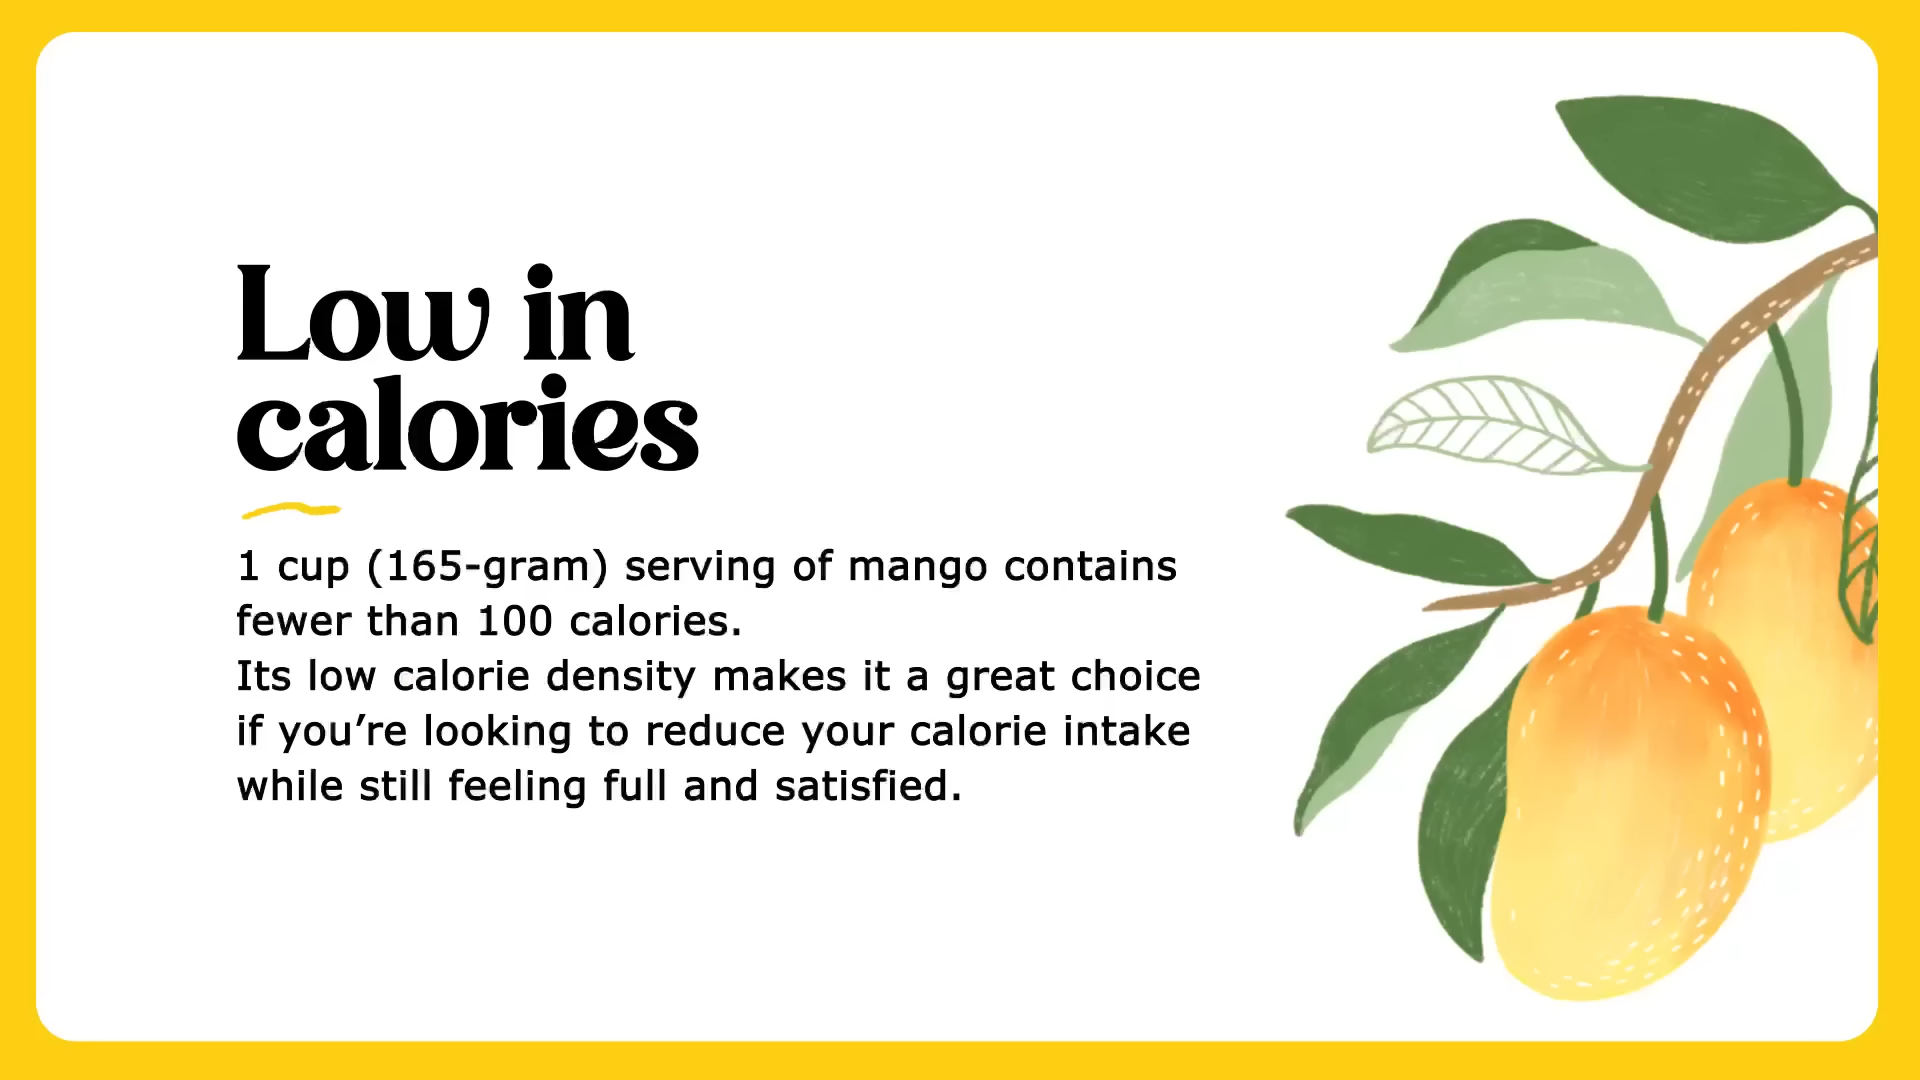 Low in
calories
1 cup (165-gram) serving of mango contains
fewer than 100 calories.
Its low calorie density makes it a great choice
if you’re looking to reduce your calorie intake
while still feeling full and satisfied.